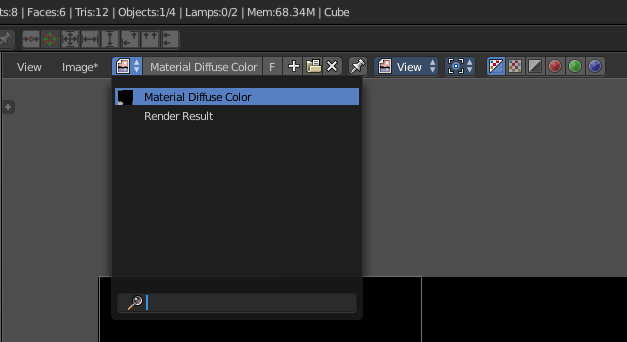 ts:8 | Faces:6 | Tris:12 | Objects:1/4 | Lamps:0/2 | Mem:68.34M | Cube
View Image* Material Diffuse Color F View
Material Diffuse Color
Render Result